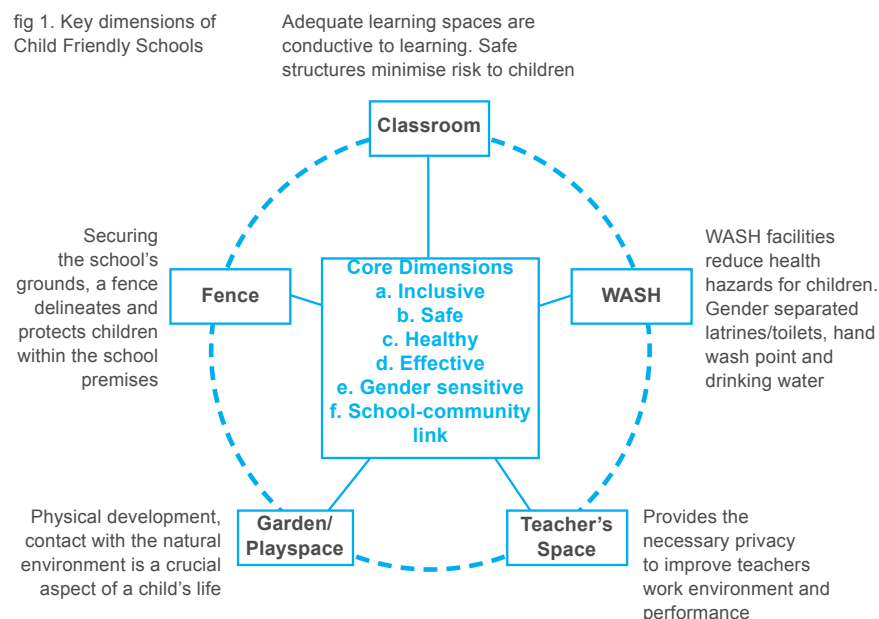 fig 1. Key dimensions of
Child Friendly Schools
Adequate learning spaces are
conductive to learning. Safe
structures minimise risk to children
Classroom
Securing
the school's
grounds, a fence
delineates and
protects children
within the school
premises
Fence
Core Dimensions
a. Inclusive
b. Safe
c. Healthy
d. Effective
e. Gender sensitive
f. School-community
link
WASH
WASH facilities
reduce health
hazards for children.
Gender separated
latrines/toilets, hand
wash point and
drinking water
Physical development,
contact with the natural
environment is a crucial
aspect of a child's life
Garden/
Playspace
Teacher's
Space
Provides the
necessary privacy
to improve teachers
work environment and
performance